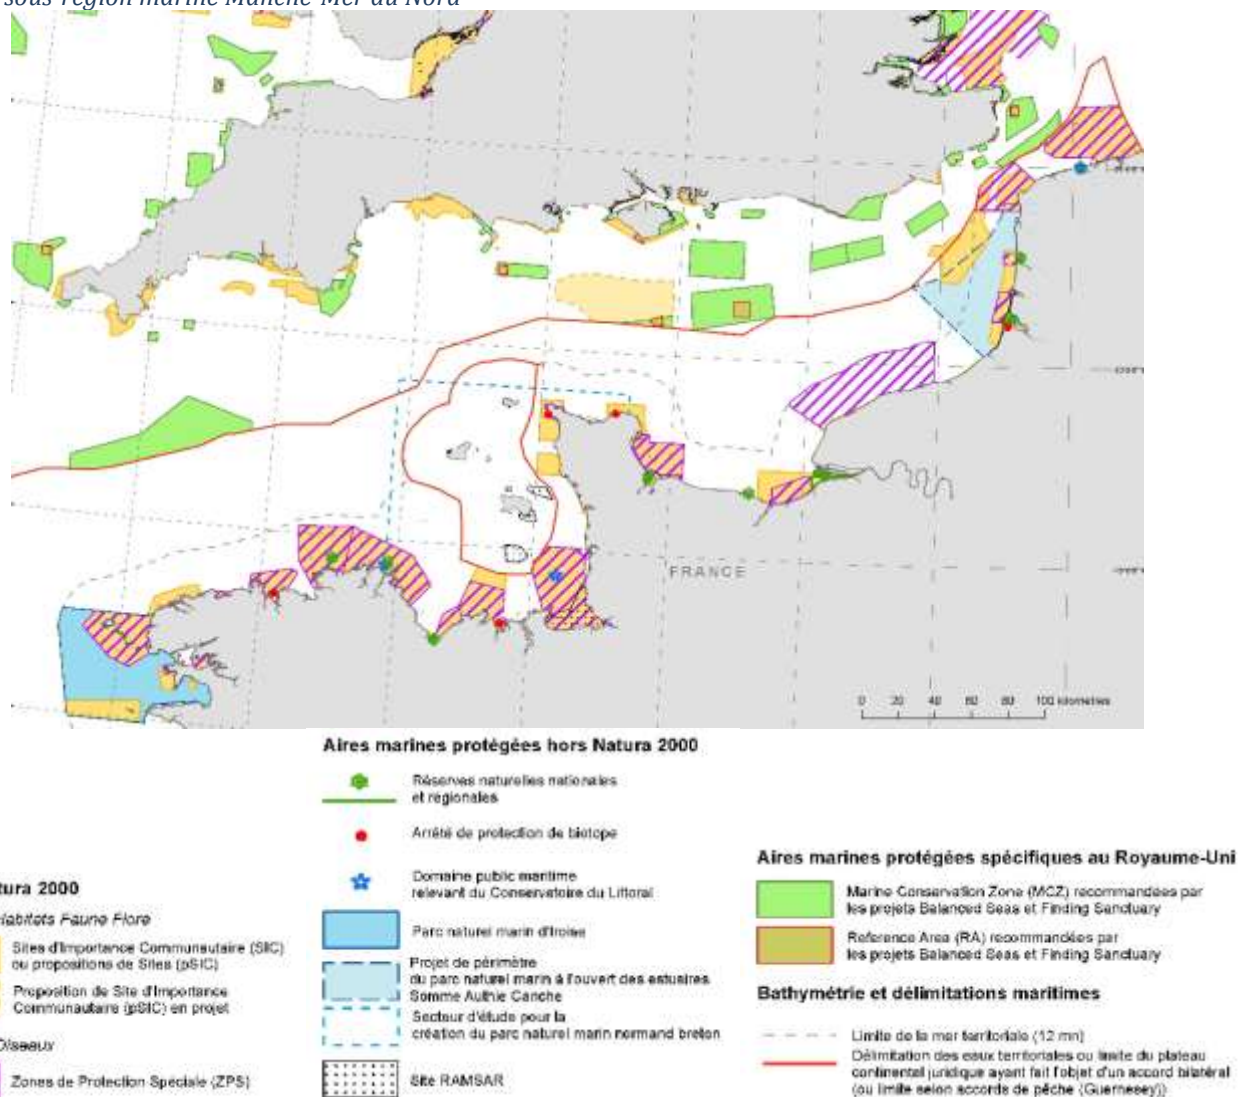 sous-région marine Manche-Mer du Nord
FRANCE
0 20 40 60 80 100 kilometres
Aires marines protégées hors Natura 2000
Réserves naturelles nationales
et régionales
Arrêté de protection de biotope
Domaine public maritime
relevant du Conservatoire du Littoral
Parc naturel marin d'Iroise
Projet de périmètre
du parc naturel marin à l'ouvert des estuaires
Somme Authie Canche
Secteur d'étude pour la
création du parc naturel marin normand breton
Site RAMSAR
tura 2000
Habitats Faune Flore
Sites d'Importance Communautaire (SIC)
ou propositions de Sites (pSIC)
Proposition de Site d'Importance
Communautaire (pSIC) en projet
Oiseaux
Zones de Protection Spéciale (ZPS)
Aires marines protégées spécifiques au Royaume-Uni
Marine Conservation Zone (MCZ) recommandées par
les projets Balanced Seas et Finding Sanctuary
Reference Area (RA) recommandées par
les projets Balanced Seas et Finding Sanctuary
Bathymétrie et délimitations maritimes
Limite de la mer territoriale (12 mn)
Délimitation des eaux territoriales ou limite du plateau
continental juridique ayant fait l'objet d'un accord bilatéral
(ou limite selon accords de pêche (Guernesey))